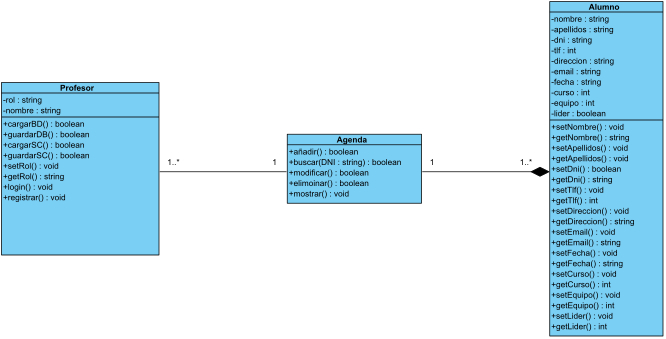 Profesor
-rol : string
-nombre : string
+cargarBD() : boolean
+guardarDB() : boolean
+cargarSC() : boolean
+guardarSC() : boolean
+setRol() : void
+getRol() : string
+login() : void
+registrar() : void
1..*
1
Agenda
+añadir() : boolean
+buscar(DNI : string) : boolean
+modificar() : boolean
+elimoinar() : boolean
+mostrar() : void
1
1..*
Alumno
-nombre : string
-apellidos : string
-dni : string
-tlf : int
-direccion : string
-email : string
-fecha : string
-curso : int
-equipo : int
-lider : boolean
+setNombre() : void
+getNombre() : string
+setApellidos() : void
+getApellidos() : void
+setDni() : boolean
+getDni() : string
+setTlf() : void
+getTlf() : int
+setDireccion() : void
+getDireccion() : string
+setEmail() : void
+getEmail() : string
+setFecha() : void
+getFecha() : string
+setCurso() : void
+getCurso() : int
+setEquipo() : void
+getEquipo() : int
+setLider() : void
+getLider() : int